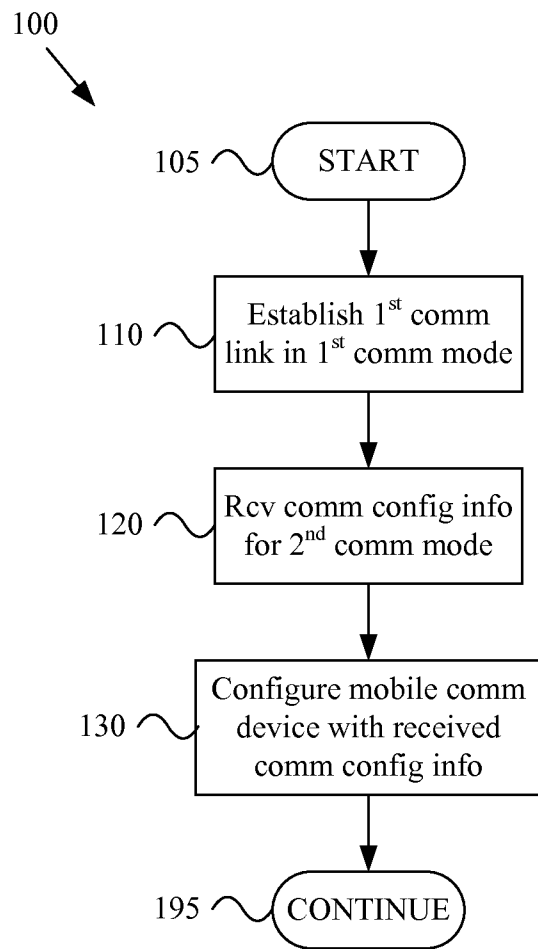 100
105
START
110
Establish 1st comm
link in 1st comm mode
120
Rcv comm config info
for 2nd comm mode
130
Configure mobile comm
device with received
comm config info
195
CONTINUE